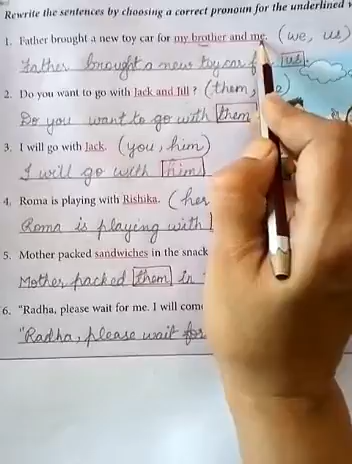 Rewrite the sentences by choosing a correct pronoun for the underlined
1. Father brought a new toy car for my brother and me. (we, us)
Father brought a new toy car for us.
2. Do you want to go with Jack and Jill ? (them,
Do you want to go with them
3. I will go with Jack. (you, him)
I will go with him
4. Roma is playing with Rishika. (her
Roma is playing with
5. Mother packed sandwiches in the snack
Mother packed them in
6. "Radha, please wait for me. I will come
"Radha, please wait for